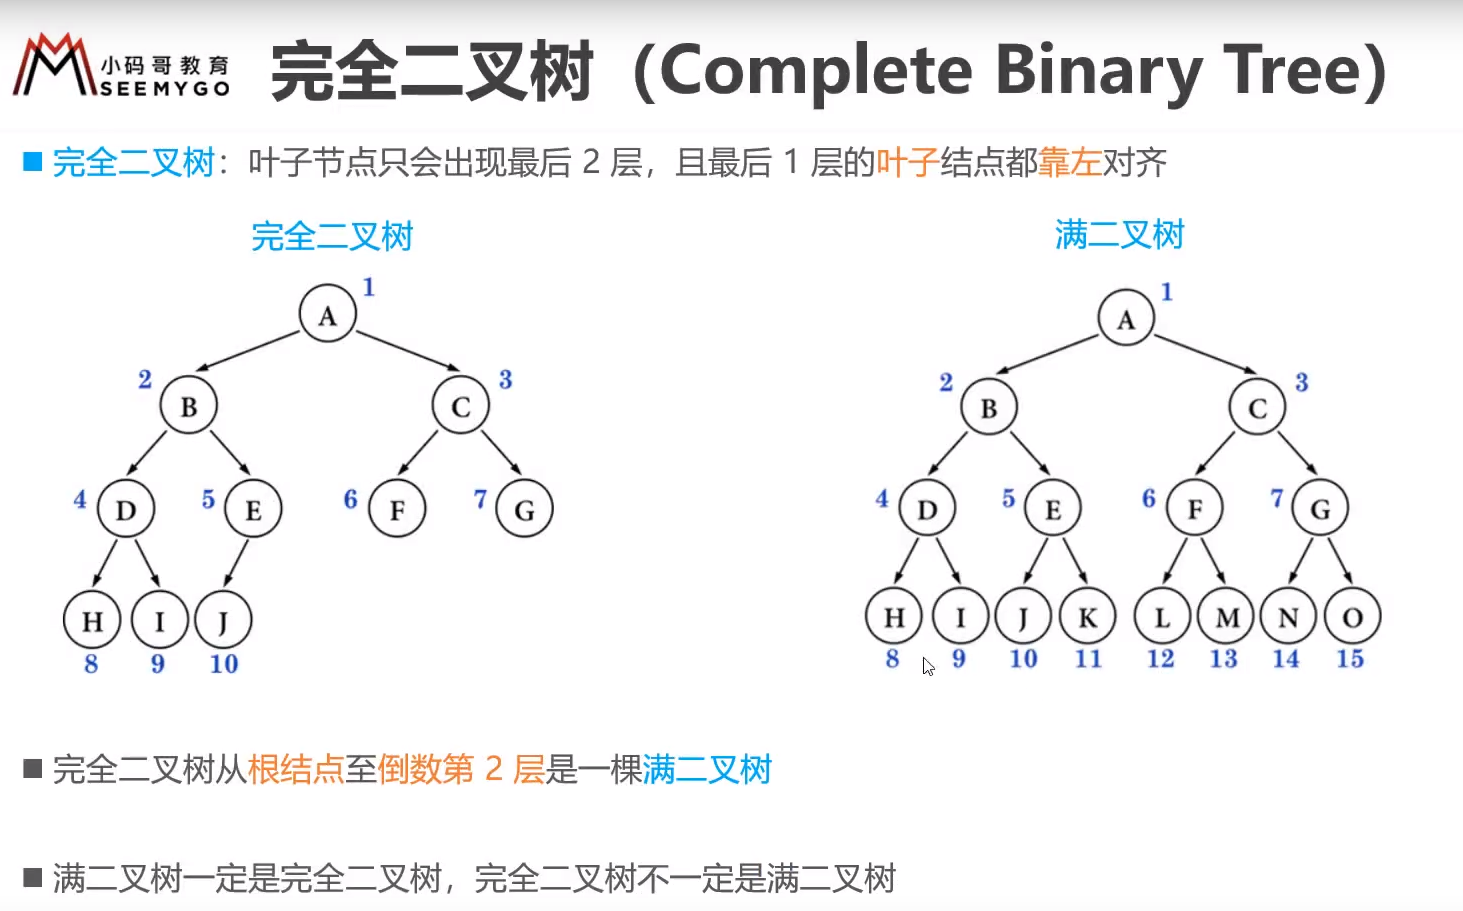 小码哥教育
SEEMYGO
完全二叉树（Complete Binary Tree）
完全二叉树：叶子节点只会出现最后 2 层，且最后 1 层的叶子结点都靠左对齐
完全二叉树
1
A
2
B
3
C
4
D
5
E
6
F
7
G
H
I
J
8
9
10
满二叉树
1
A
2
B
3
C
4
D
5
E
6
F
7
G
H
I
J
K
L
M
N
O
8
9
10
11
12
13
14
15
完全二叉树从根结点至倒数第 2 层是一棵满二叉树
满二叉树一定是完全二叉树，完全二叉树不一定是满二叉树